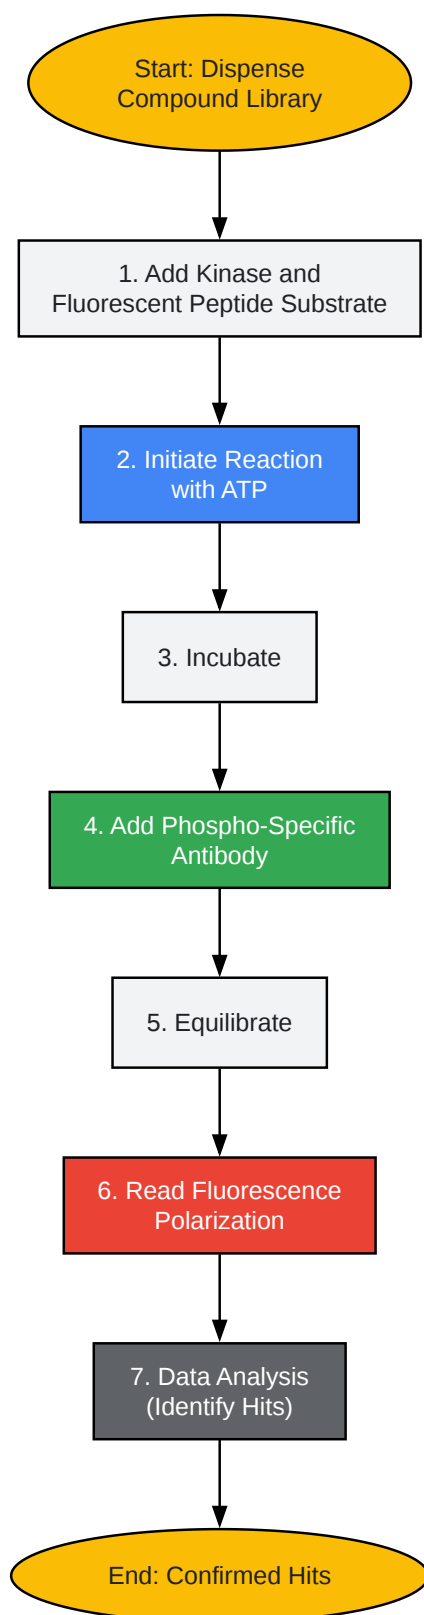 Start: Dispense
Compound Library
1. Add Kinase and
Fluorescent Peptide Substrate
2. Initiate Reaction
with ATP
3. Incubate
4. Add Phospho-Specific
Antibody
5. Equilibrate
6. Read Fluorescence
Polarization
7. Data Analysis
(Identify Hits)
End: Confirmed Hits